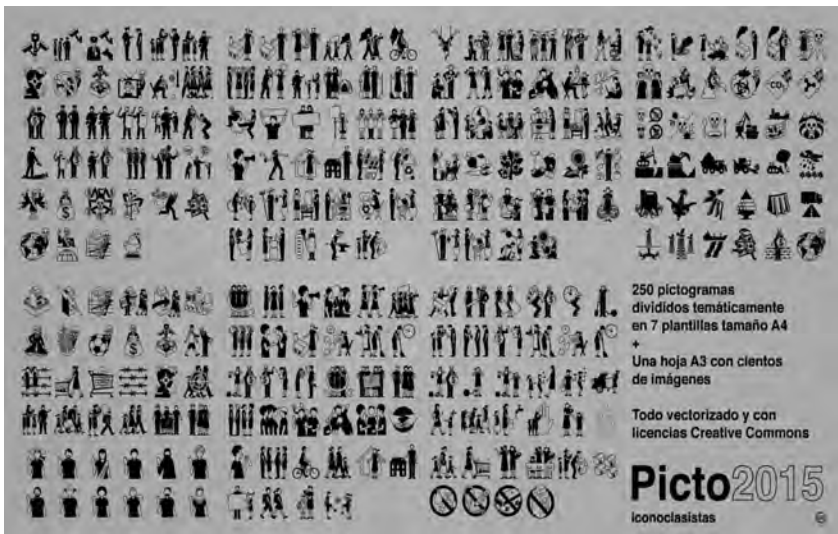 250 pictogramas
divididos temáticamente
en 7 plantillas tamaño A4
+
Una hoja A3 con cientos
de imágenes
Todo vectorizado y con
licencias Creative Commons
Picto2015
iconoclasistas